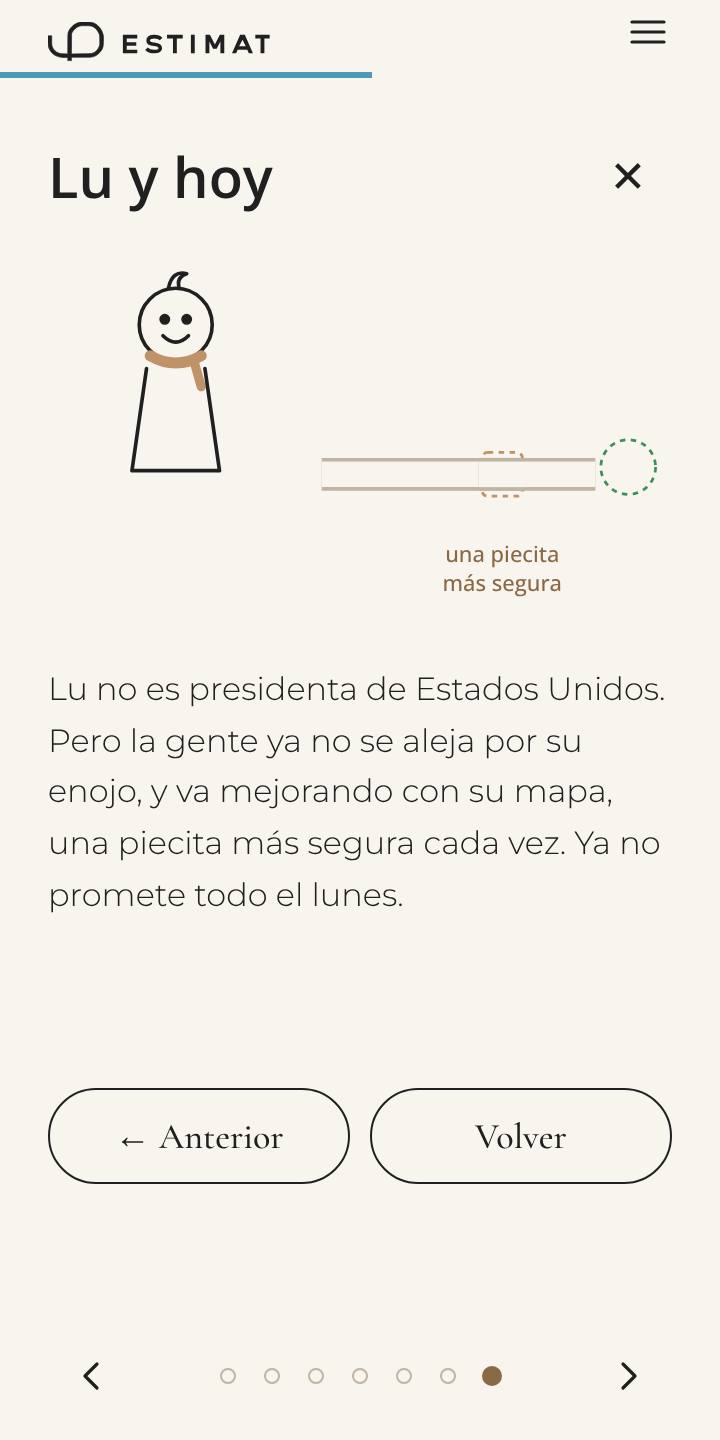 ESTIMAT
Lu y hoy
una piecita
más segura
Lu no es presidenta de Estados Unidos.
Pero la gente ya no se aleja por su
enojo, y va mejorando con su mapa,
una piecita más segura cada vez. Ya no
promete todo el lunes.
← Anterior
Volver